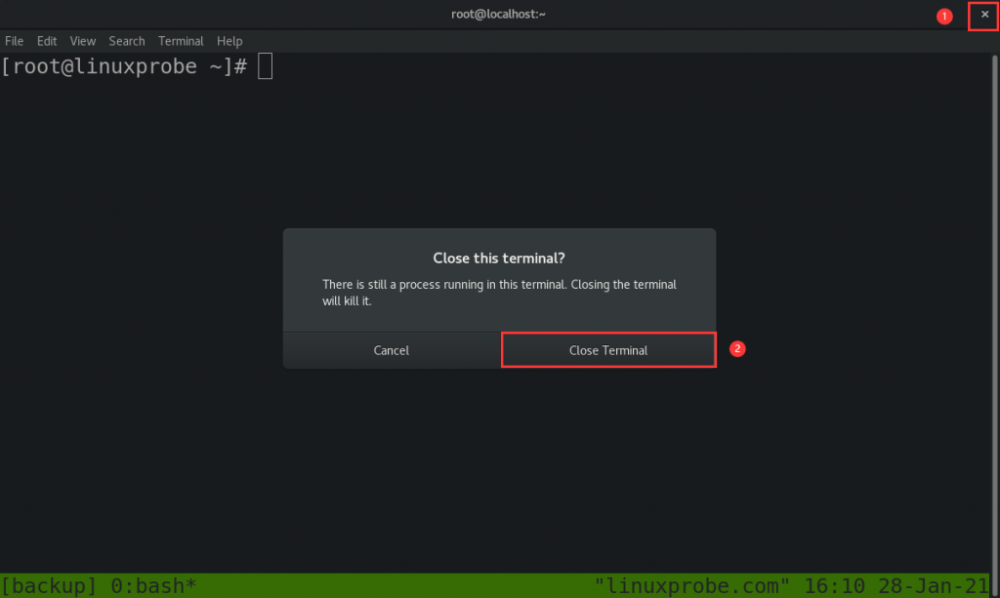 root@localhost:~
1
×
File Edit View Search Terminal Help
[root@linuxprobe ~]#
Close this terminal?
There is still a process running in this terminal. Closing the terminal
will kill it.
Cancel Close Terminal
2
[backup] 0:bash* "linuxprobe.com" 16:10 28-Jan-21